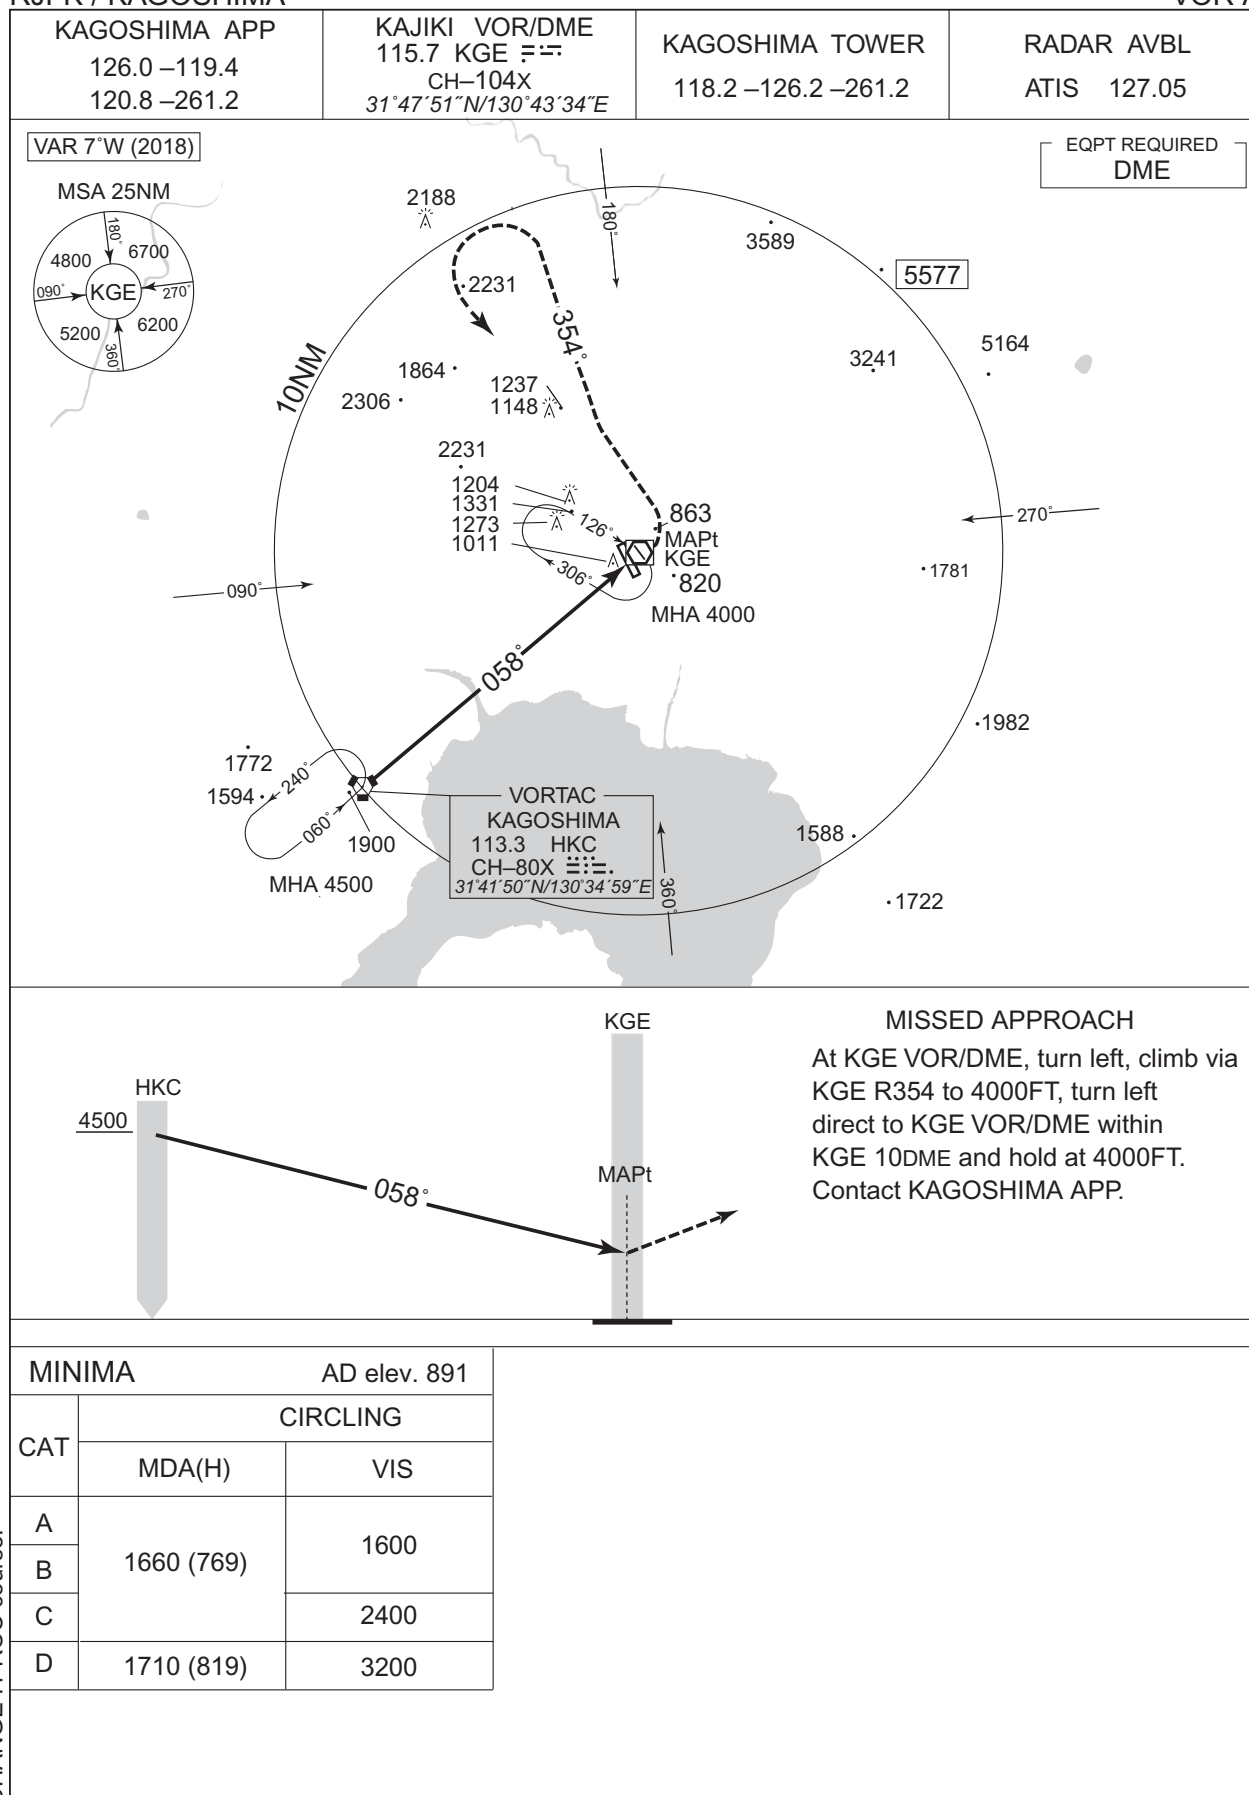 KAGOSHIMA APP
126.0 –119.4
120.8 –261.2
KAJIKI VOR/DME
115.7 KGE
CH–104X
31°47´51˝N/130°43´34˝E
KAGOSHIMA TOWER
118.2 –126.2 –261.2
RADAR AVBL
ATIS 127.05
VAR 7°W (2018)
EQPT REQUIRED
DME
MSA 25NM
180°
4800
6700
090°
KGE
270°
5200
6200
360°
2188
180°
3589
5577
2231
354°
10NM
3241
5164
1864
2306
1237
1148
2231
1204
1331
1273
1011
126°
306°
863
MAPt
KGE
820
MHA 4000
270°
1781
090°
058°
1982
1772
1594
240°
060°
1900
MHA 4500
VORTAC
KAGOSHIMA
113.3 HKC
CH–80X
31°41´50˝N/130°34´59˝E
360°
1588
1722
KGE
HKC
4500
058°
MAPt
MISSED APPROACH
At KGE VOR/DME, turn left, climb via
KGE R354 to 4000FT, turn left
direct to KGE VOR/DME within
KGE 10DME and hold at 4000FT.
Contact KAGOSHIMA APP.
MINIMA AD elev. 891
CAT
CIRCLING
MDA(H) VIS
A
B
C
1660 (769)
1600
2400
D 1710 (819) 3200